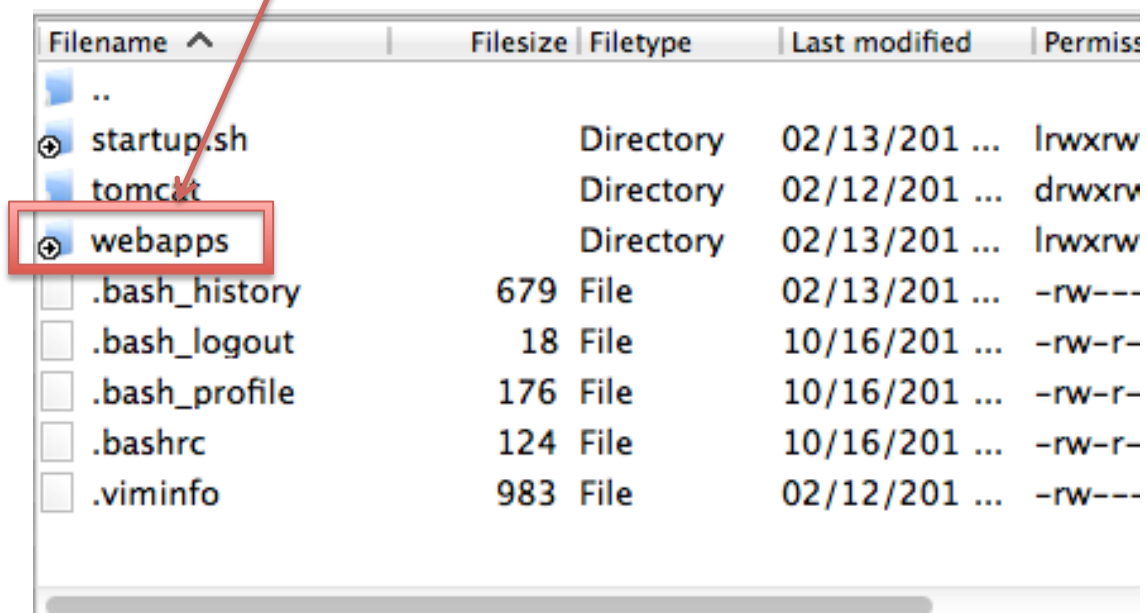 Filename Filesize Filetype Last modified Permiss
..
startup.sh Directory 02/13/201 ... lrwxrw
tomcat Directory 02/12/201 ... drwxrw
webapps Directory 02/13/201 ... lrwxrw
.bash_history 679 File 02/13/201 ... -rw---
.bash_logout 18 File 10/16/201 ... -rw-r-
.bash_profile 176 File 10/16/201 ... -rw-r-
.bashrc 124 File 10/16/201 ... -rw-r-
.viminfo 983 File 02/12/201 ... -rw---